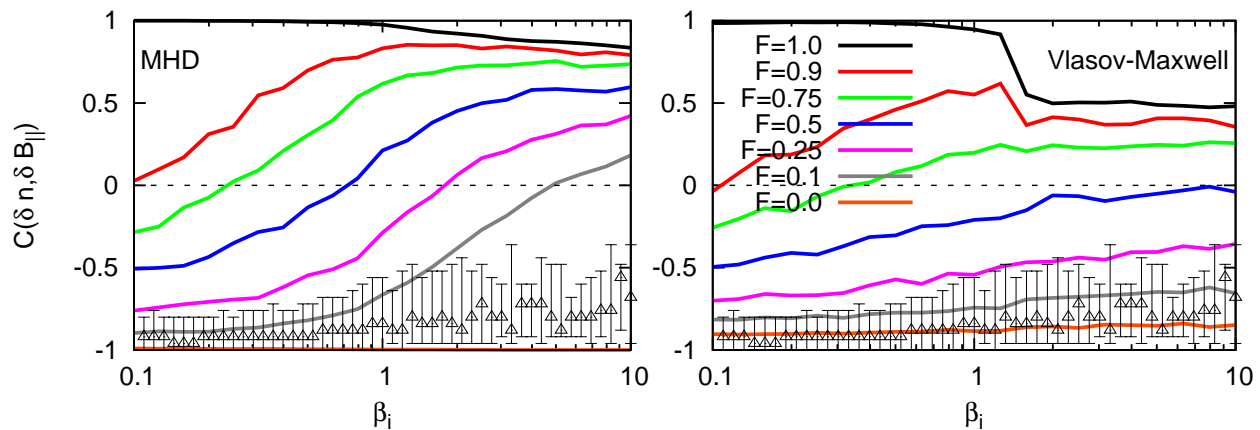 C(δ n,δ B||)
1
0.5
0
-0.5
-1
MHD
0.1
1
10
βi
1
0.5
0
-0.5
-1
F=1.0
F=0.9
F=0.75
F=0.5
F=0.25
F=0.1
F=0.0
Vlasov-Maxwell
0.1
1
10
βi